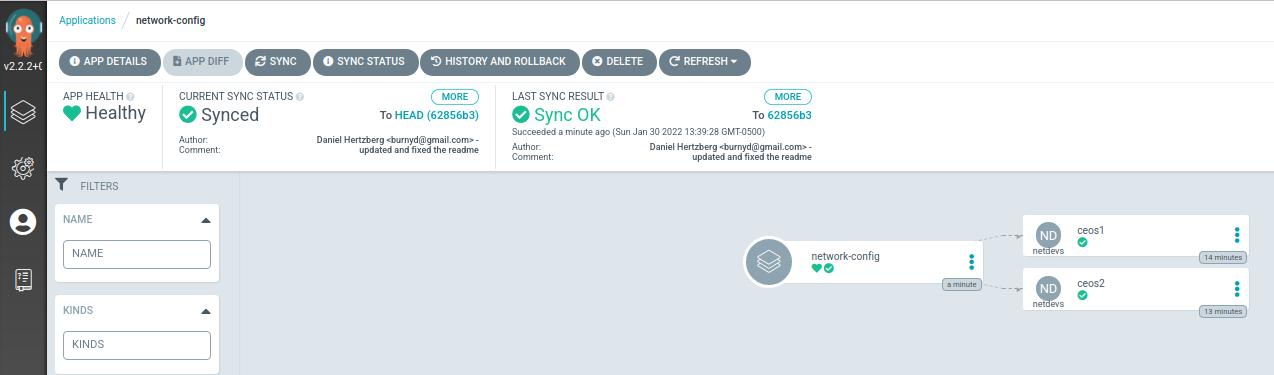 Applications / network-config
v2.2.2+(
APP DETAILS APP DIFF SYNC SYNC STATUS HISTORY AND ROLLBACK DELETE REFRESH
APP HEALTH
Healthy
CURRENT SYNC STATUS MORE
Synced To HEAD (62856b3)
Author: Daniel Hertzberg <burnyd@gmail.com> -
Comment: updated and fixed the readme
LAST SYNC RESULT MORE
Sync OK To 62856b3
Succeeded a minute ago (Sun Jan 30 2022 13:39:28 GMT-0500)
Author: Daniel Hertzberg <burnyd@gmail.com> -
Comment: updated and fixed the readme
FILTERS
NAME
NAME
KINDS
KINDS
network-config
a minute
ND
netdevs
ceos1
14 minutes
ND
netdevs
ceos2
13 minutes